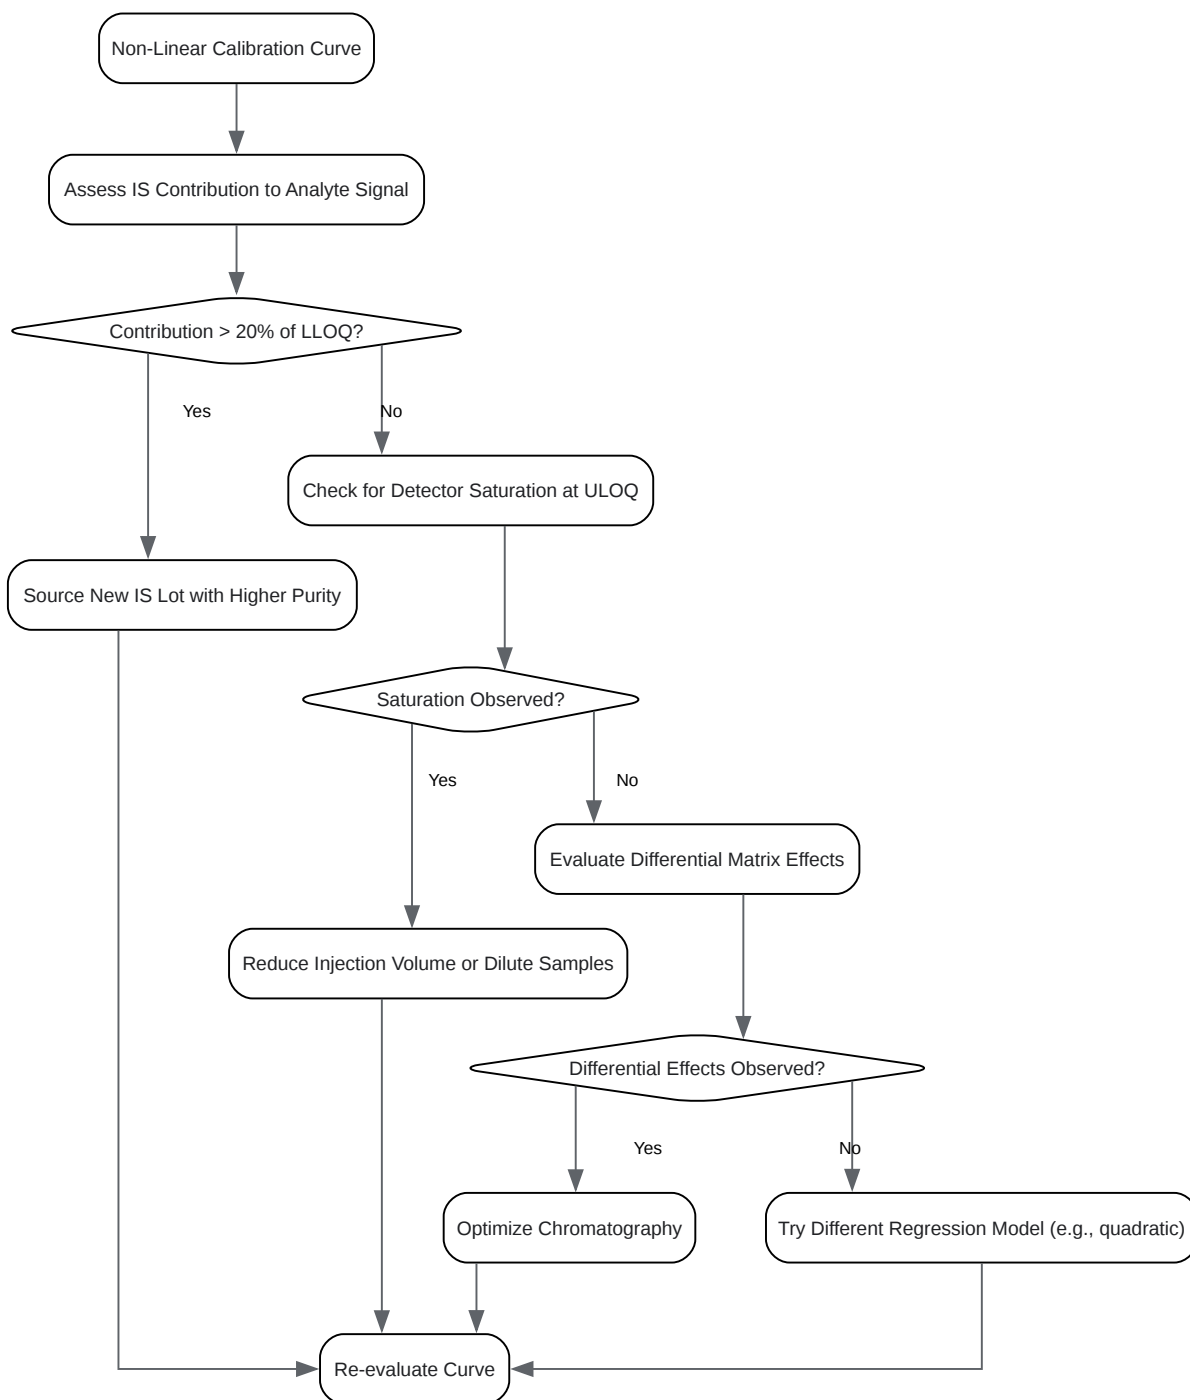 Non-Linear Calibration Curve
Assess IS Contribution to Analyte Signal
Contribution > 20% of LLOQ?
Yes
No
Check for Detector Saturation at ULOQ
Source New IS Lot with Higher Purity
Saturation Observed?
Yes
No
Evaluate Differential Matrix Effects
Reduce Injection Volume or Dilute Samples
Differential Effects Observed?
Yes
No
Optimize Chromatography
Try Different Regression Model (e.g., quadratic)
Re-evaluate Curve